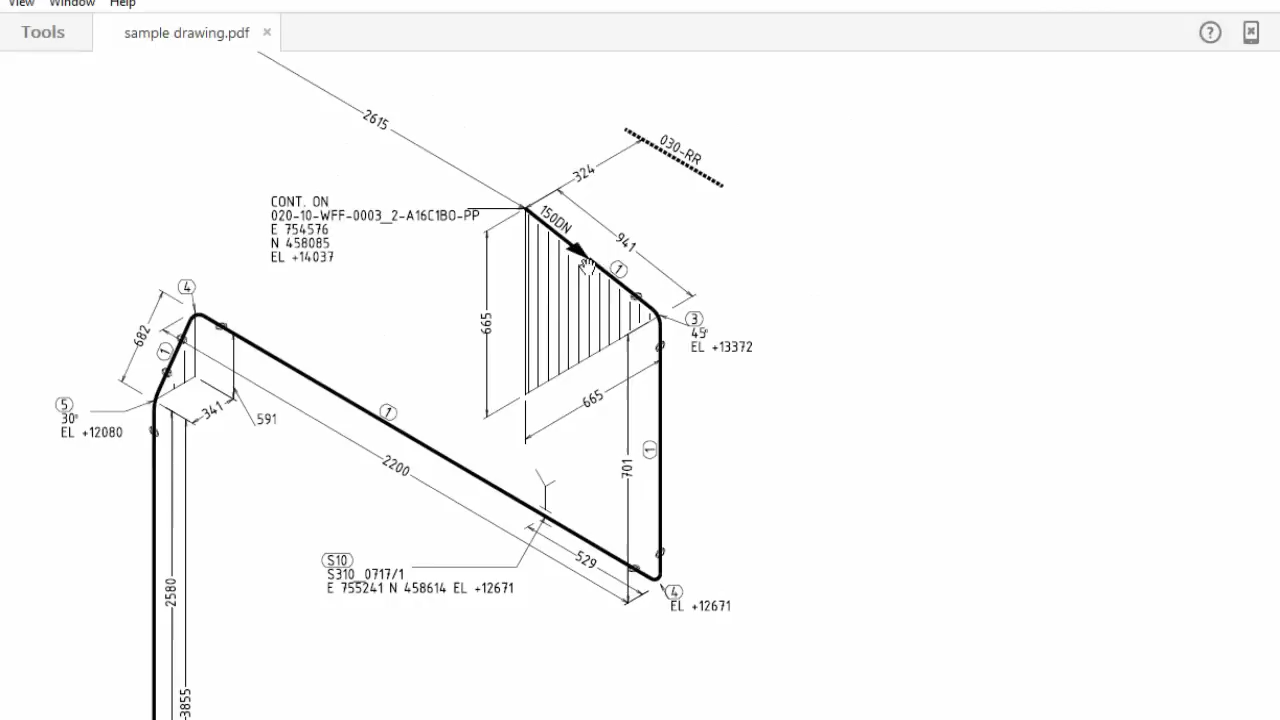 View Window Help
Tools
sample drawing.pdf ×
?
2615
030-RR
324
CONT. ON
020-10-WFF-0003_2-A16C1B0-PP
E 754576
N 458085
EL +14037
150DN
941
1
4
665
3
45°
EL +13372
682
1
5
30°
EL +12080
341
591
1
665
2200
701
1
S10
S310_0717/1
E 755241 N 458614 EL +12671
529
4
EL +12671
2580
3855